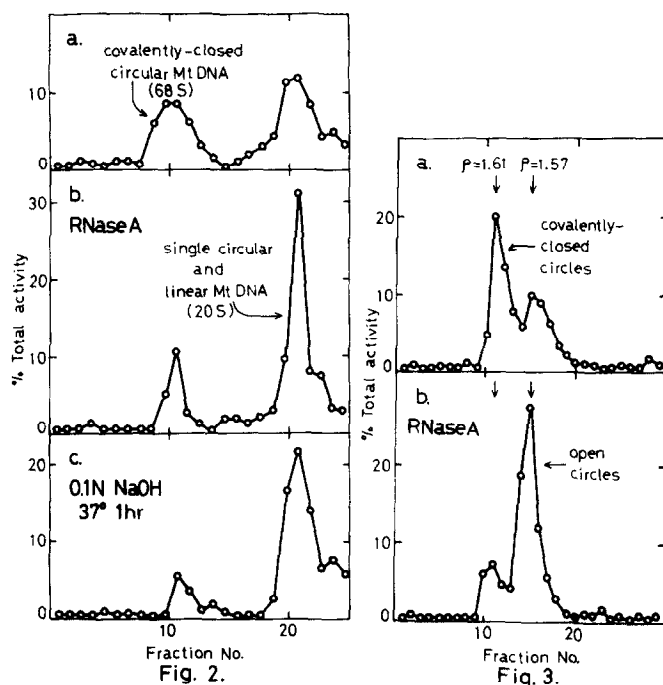 a.
covalently-closed
circular Mt DNA
(68 S)
10
0
b.
RNase A
single circular
and
linear Mt DNA
(20 S)
30
20
10
0
c.
0.1N NaOH
37° 1hr
20
10
0
10
20
% Total activity
Fraction No.
Fig. 2.
a.
ρ=1.61
ρ=1.57
covalently-
closed
circles
20
10
0
b.
RNase A
open
circles
20
10
0
10
20
% Total activity
Fraction No.
Fig. 3.